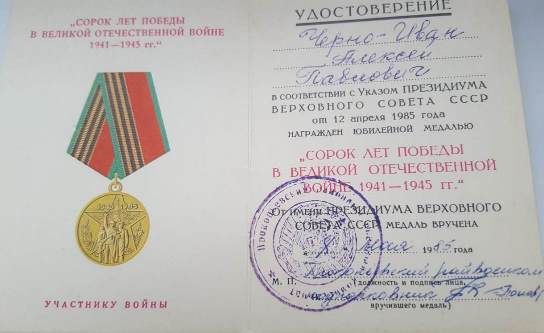 „СОРОК ЛЕТ ПОБЕДЫ
В ВЕЛИКОЙ ОТЕЧЕСТВЕННОЙ ВОЙНЕ
1941—1945 гг.“
УЧАСТНИКУ ВОЙНЫ
УДОСТОВЕРЕНИЕ
Черно-Иван
Алексей
Павлович
В СООТВЕТСТВИИ С УКАЗОМ ПРЕЗИДИУМА
ВЕРХОВНОГО СОВЕТА СССР
от 12 апреля 1985 года
НАГРАЖДЕН ЮБИЛЕЙНОЙ МЕДАЛЬЮ
„СОРОК ЛЕТ ПОБЕДЫ
В ВЕЛИКОЙ ОТЕЧЕСТВЕННОЙ
ВОЙНЕ 1941—1945 гг.“
ОТ ИМЕНИ ПРЕЗИДИУМА ВЕРХОВНОГО
СОВЕТА СССР МЕДАЛЬ ВРУЧЕНА
мая 1985
М. П. (должность и подпись лица,
вручившего медаль)